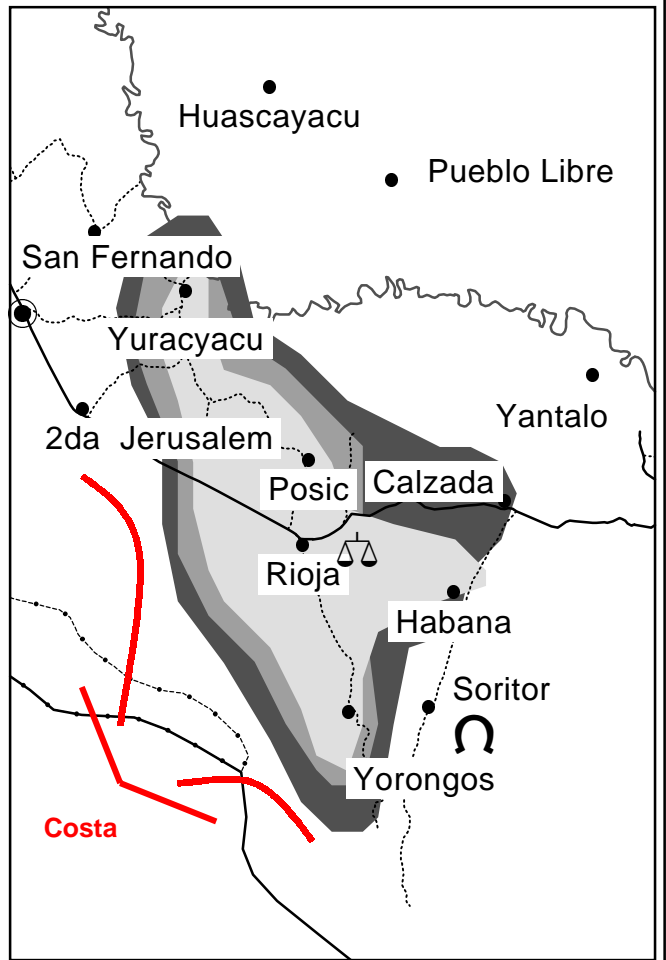 Huascayacu
Pueblo Libre
San Fernando
Yuracyacu
Yantalo
2da Jerusalem
Posic
Calzada
Rioja
Habana
Soritor
Yorongos
Costa